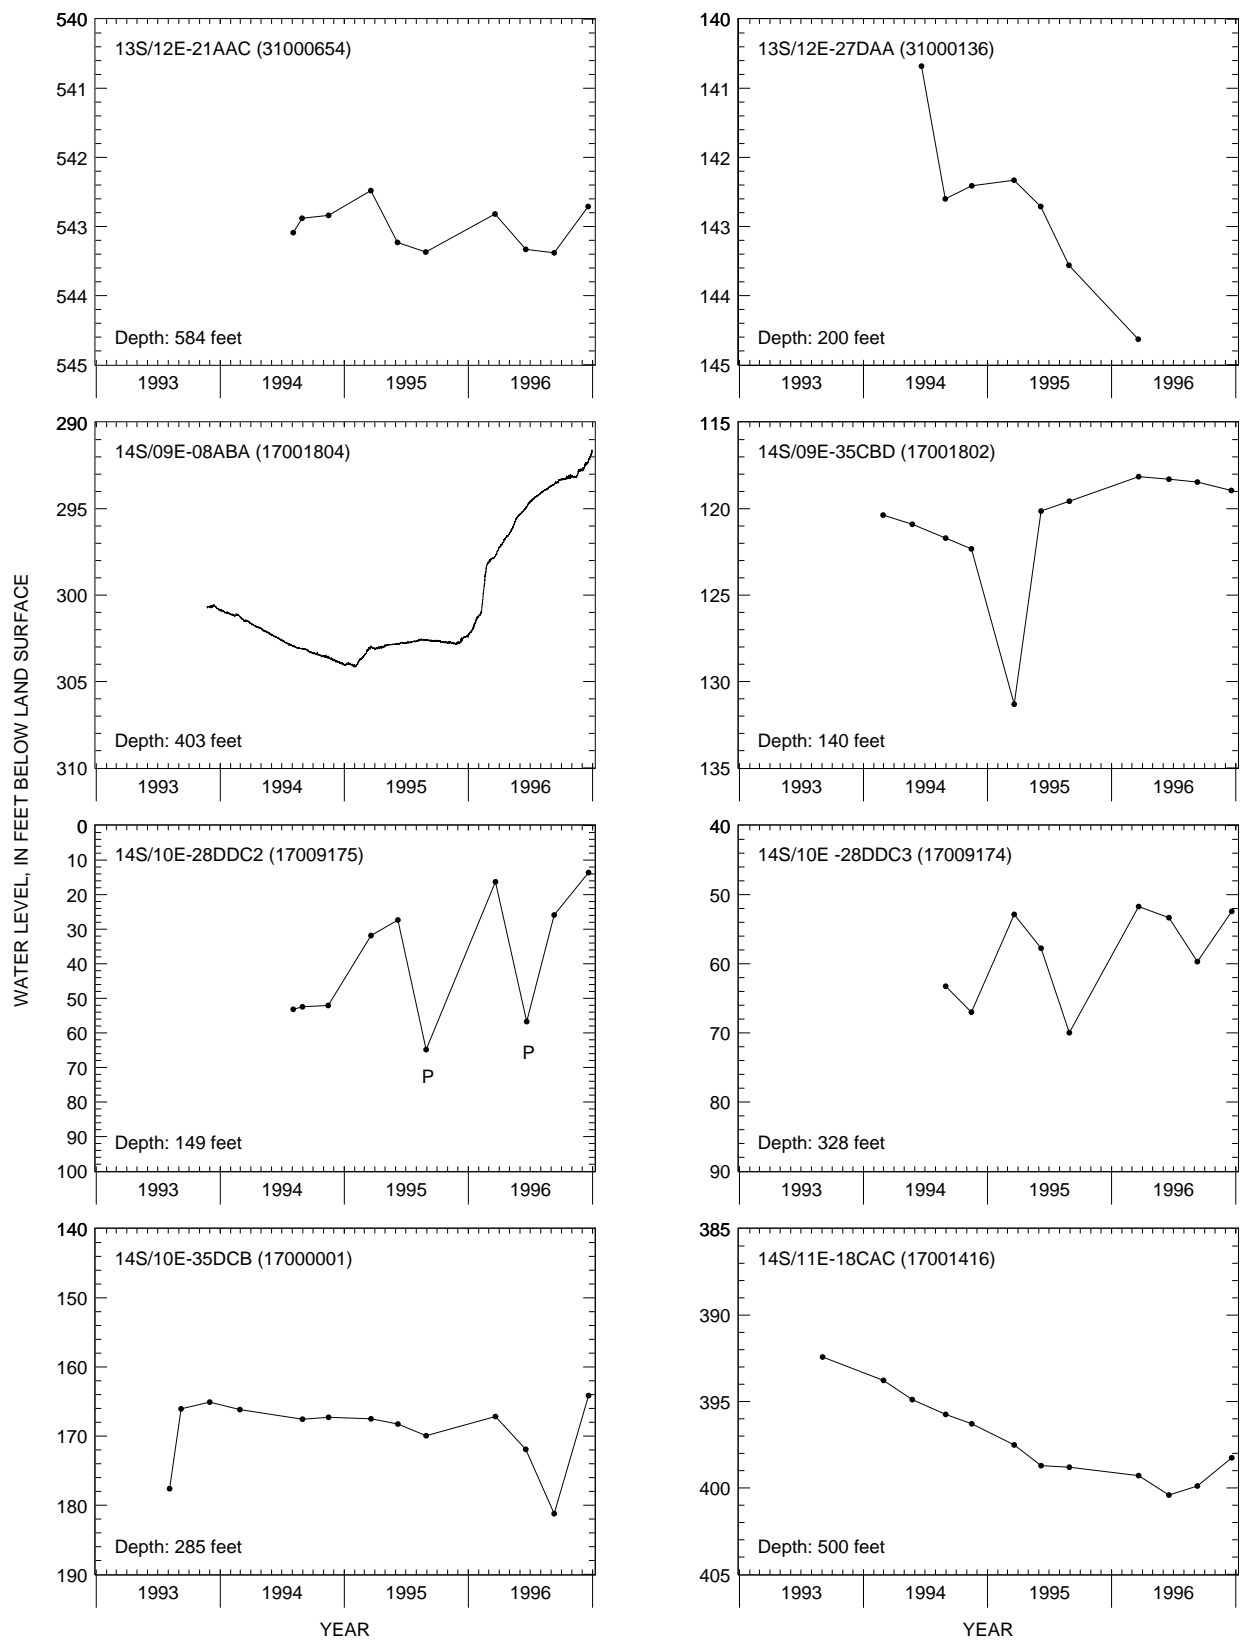 WATER LEVEL, IN FEET BELOW LAND SURFACE
13S/12E-21AAC (31000654)
540
541
542
543
544
545
Depth: 584 feet
1993 1994 1995 1996
13S/12E-27DAA (31000136)
140
141
142
143
144
145
Depth: 200 feet
1993 1994 1995 1996
14S/09E-08ABA (17001804)
290
295
300
305
310
Depth: 403 feet
1993 1994 1995 1996
14S/09E-35CBD (17001802)
115
120
125
130
135
Depth: 140 feet
1993 1994 1995 1996
14S/10E-28DDC2 (17009175)
0
10
20
30
40
50
60
70
80
90
100
P
P
Depth: 149 feet
1993 1994 1995 1996
14S/10E -28DDC3 (17009174)
40
50
60
70
80
90
Depth: 328 feet
1993 1994 1995 1996
14S/10E-35DCB (17000001)
140
150
160
170
180
190
Depth: 285 feet
1993 1994 1995 1996
YEAR
14S/11E-18CAC (17001416)
385
390
395
400
405
Depth: 500 feet
1993 1994 1995 1996
YEAR